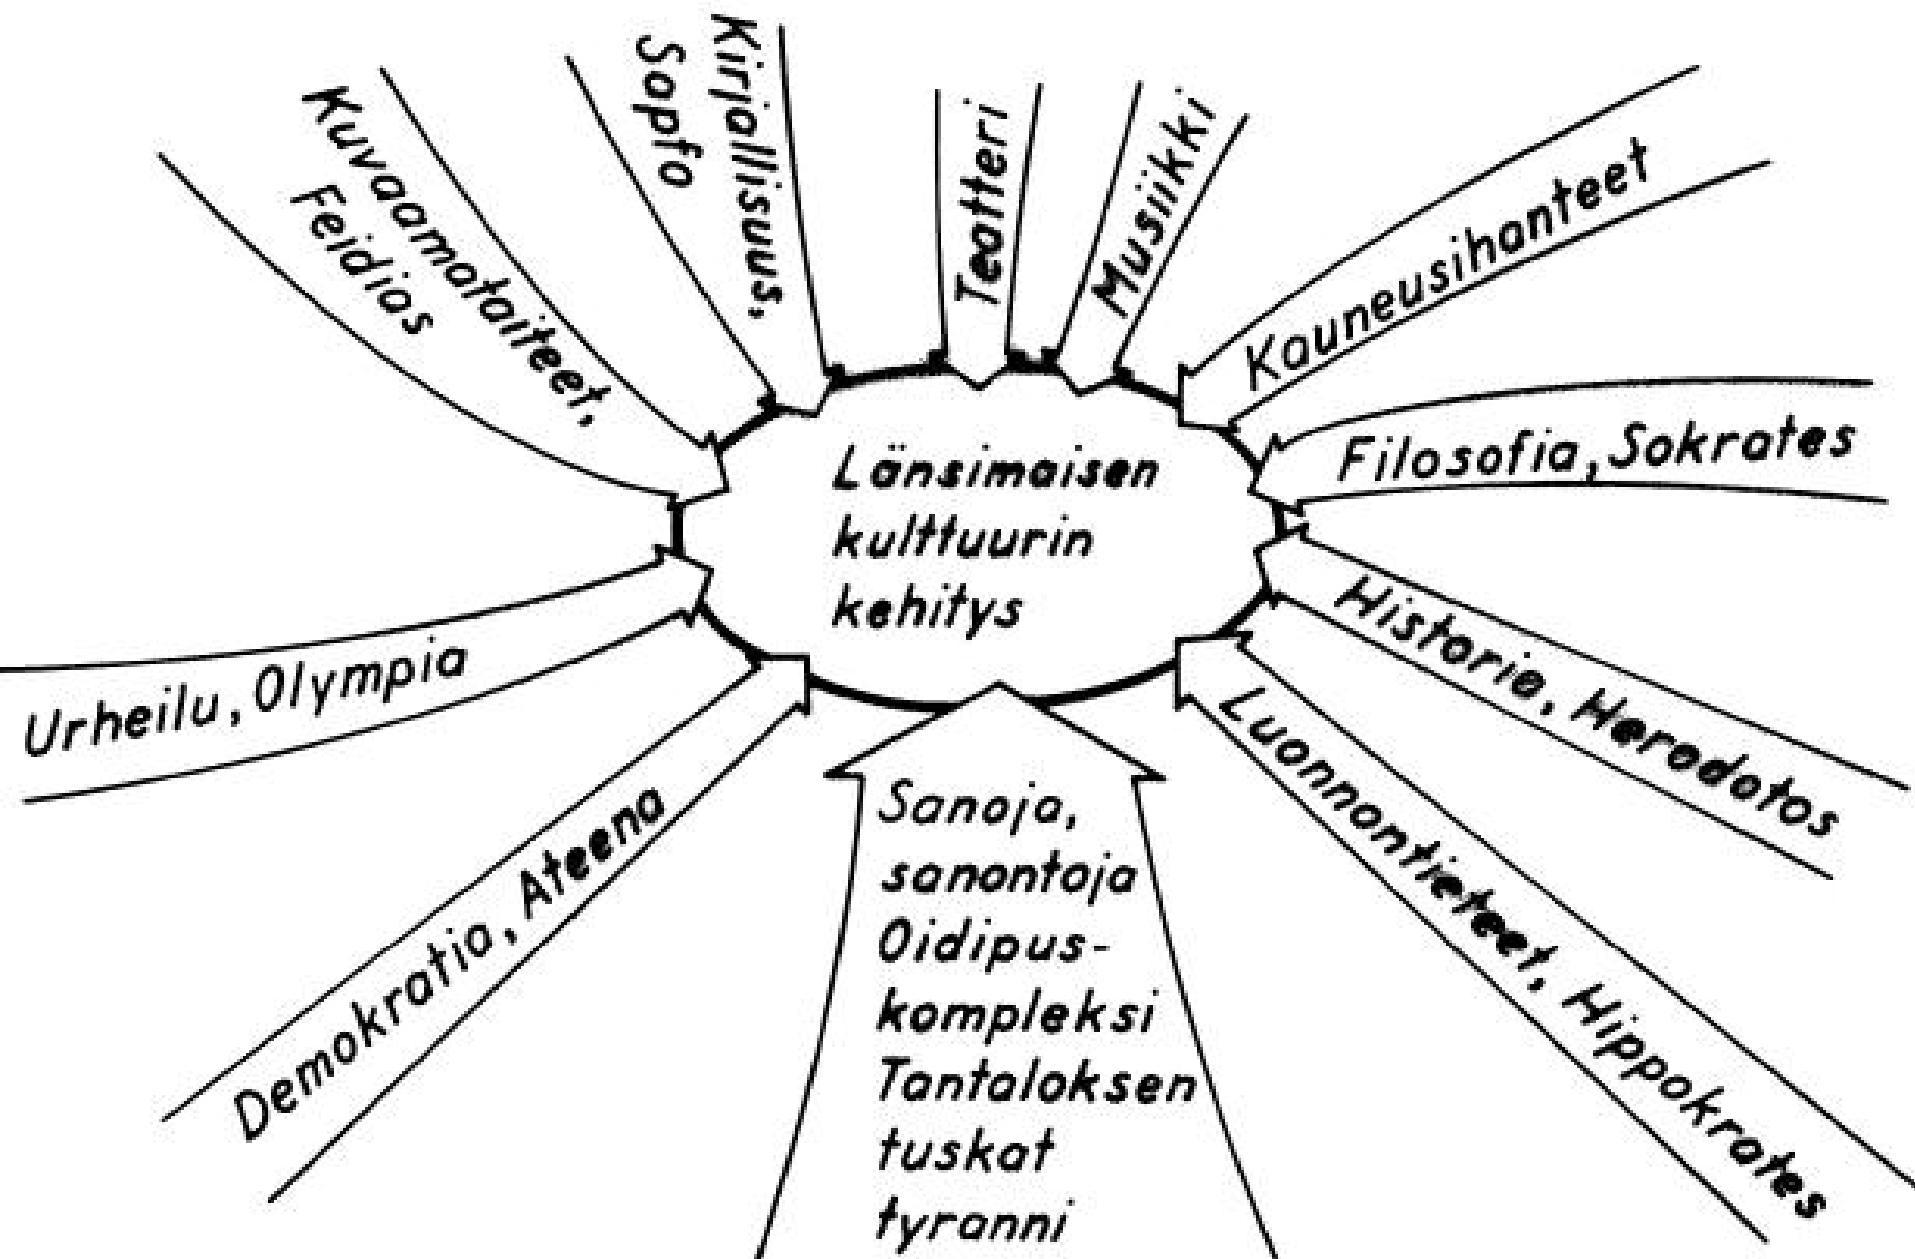 Kirjallisuus,
Sapfo
Kuvaamataiteet,
Feidias
Teatteri
Musiikki
Kauneusihanteet
Filosofia, Sokrates
Länsimaisen
kulttuurin
kehitys
Historia, Herodotos
Urheilu, Olympia
Luonnontieteet, Hippokrates
Demokratia, Ateena
Sanoja,
sanontoja
Oidipus-
kompleksi
Tantaloksen
tuskat
tyranni